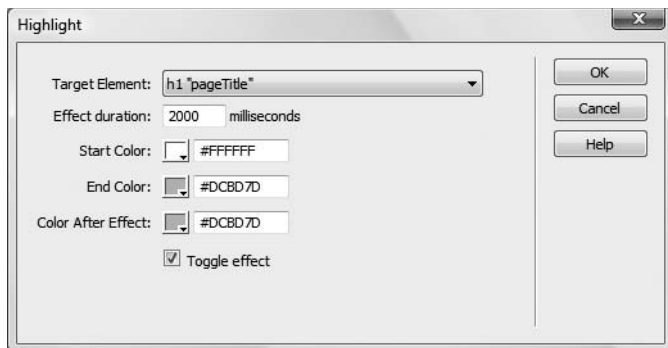 Highlight
Target Element: h1 "pageTitle"
Effect duration: 2000 milliseconds
Start Color: #FFFFFF
End Color: #DCBD7D
Color After Effect: #DCBD7D
Toggle effect
OK
Cancel
Help